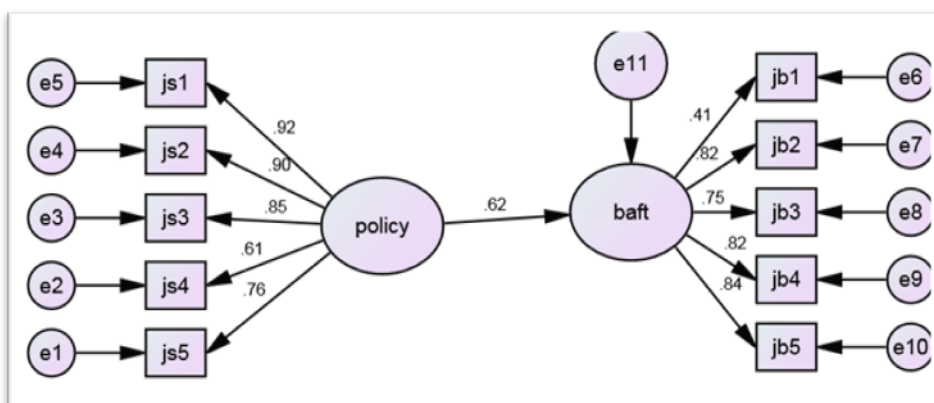 e11
e5 js1 jb1 e6
.41
.92
e4 js2 .90 .82 jb2 e7
e3 js3 .85 .62 .75 jb3 e8
policy baft
.61 .82
e2 js4 .76 .84 jb4 e9
e1 js5 jb5 e10